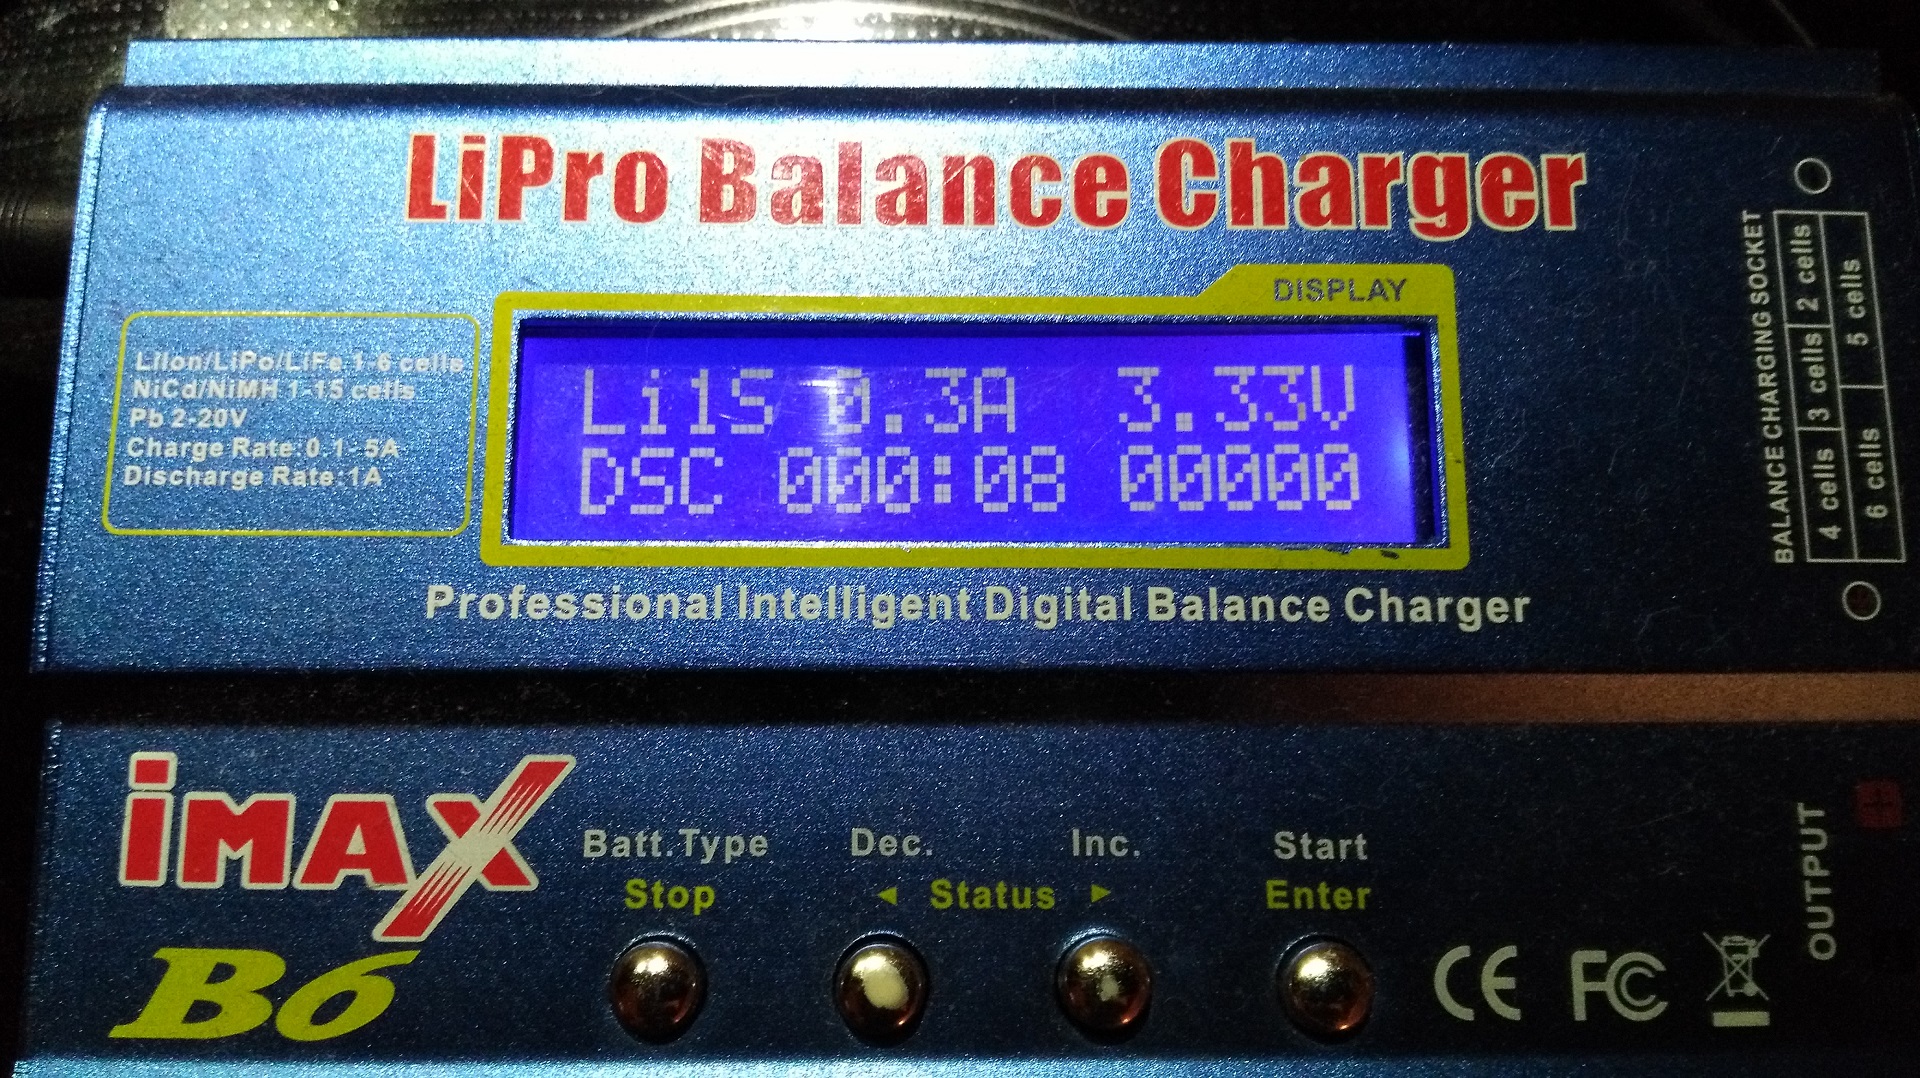 LiPro Balance Charger
DISPLAY
LiIon/LiPo/LiFe 1-6 cells
NiCd/NiMH 1-15 cells
Pb 2-20V
Charge Rate:0.1-5A
Discharge Rate:1A
Li1S 0.3A 3.33V
DSC 000:08 00000
Professional Intelligent Digital Balance Charger
BALANCE CHARGING SOCKET
4 cells
3 cells
2 cells
6 cells
5 cells
iMAX
B6
Batt.Type
Stop
Dec.
Inc.
◄ Status ►
Start
Enter
CE
FC
OUTPUT